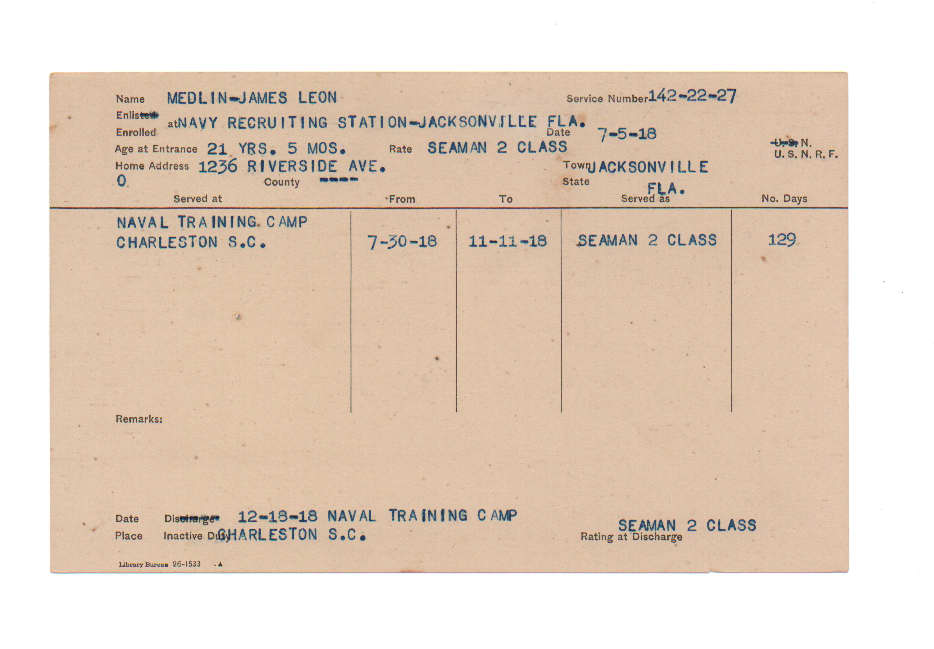 Name MEDLIN-JAMES LEON Service Number 142-22-27
Enlisted
Enrolled at NAVY RECRUITING STATION-JACKSONVILLE FLA. Date 7-5-18
Age at Entrance 21 YRS. 5 MOS. Rate SEAMAN 2 CLASS U.S.N.
U. S. N. R. F.
Home Address 1236 RIVERSIDE AVE. Town JACKSONVILLE
O County ---- State FLA.
Served at From To Served as No. Days
NAVAL TRAINING CAMP
CHARLESTON S.C. 7-30-18 11-11-18 SEAMAN 2 CLASS 129
Remarks:
Date Discharge 12-18-18 NAVAL TRAINING CAMP
Place Inactive Duty CHARLESTON S.C. SEAMAN 2 CLASS
Rating at Discharge
Library Bureau 26-1533 A